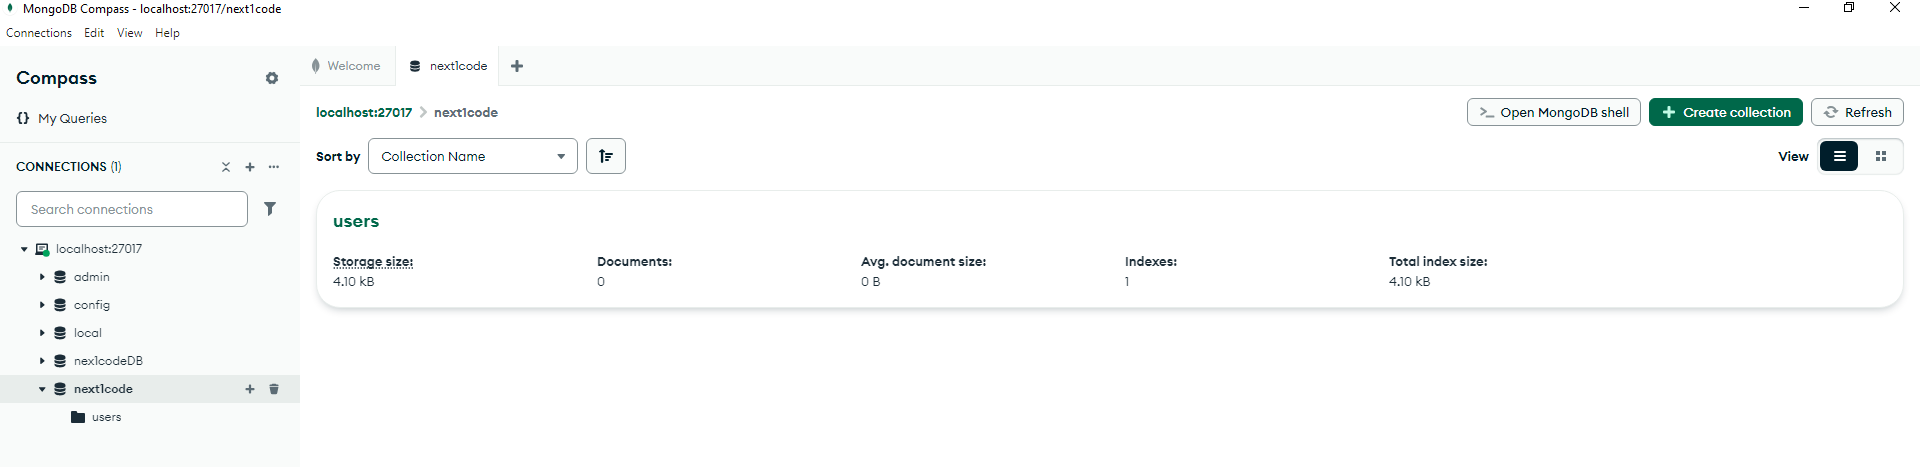 MongoDB Compass - localhost:27017/next1code
Connections Edit View Help
Compass
My Queries
CONNECTIONS (1)
Search connections
localhost:27017
admin
config
local
nex1codeDB
next1code
users
Welcome
next1code
localhost:27017 > next1code
>_ Open MongoDB shell
+ Create collection
Refresh
Sort by
Collection Name
View
users
Storage size: Documents: Avg. document size: Indexes: Total index size:
4.10 kB 0 0 B 1 4.10 kB